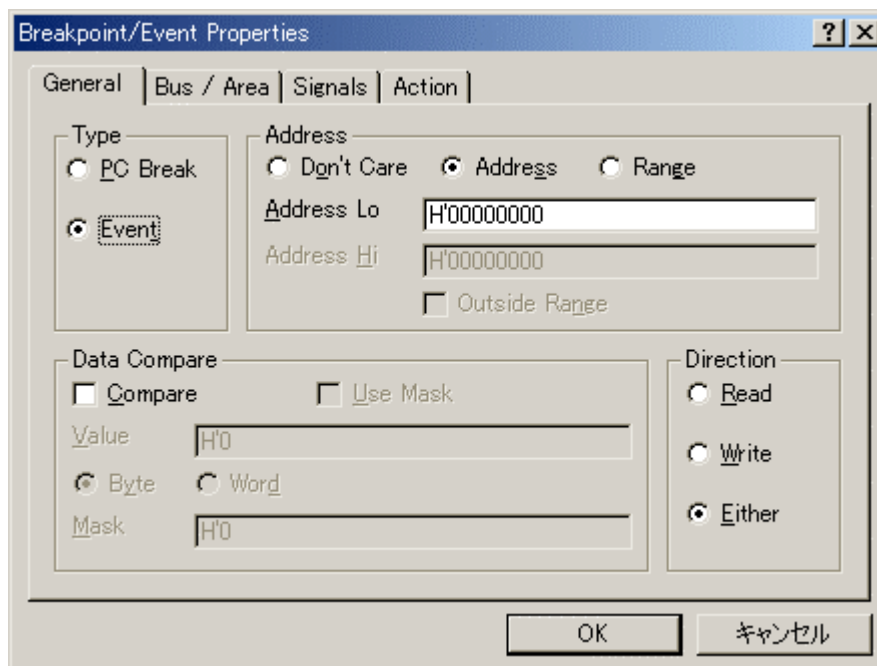 Breakpoint/Event Properties
General Bus / Area Signals Action
Type
PC Break
Event
Address
Don't Care Address Range
Address Lo H'00000000
Address Hi H'00000000
Outside Range
Data Compare
Compare Use Mask
Value H'0
Byte Word
Mask H'0
Direction
Read
Write
Either
OK キャンセル